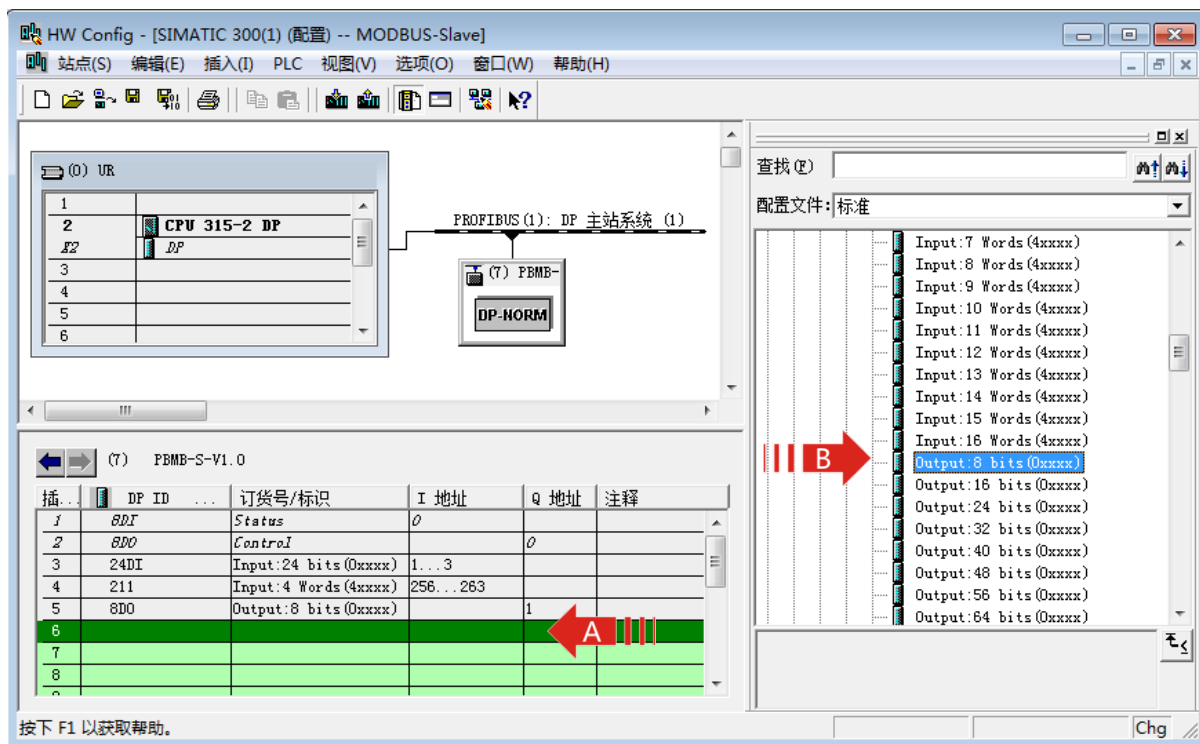 HW Config - [SIMATIC 300(1) (配置) -- MODBUS-Slave]
站点(S) 编辑(E) 插入(I) PLC 视图(V) 选项(O) 窗口(W) 帮助(H)
(0) UR
1
2 CPU 315-2 DP
X2 DP
3
4
5
6
PROFIBUS(1): DP 主站系统 (1)
(7) PBMB-
DP-NORM
查找(F)
配置文件: 标准
Input:7 Words(4xxxx)
Input:8 Words(4xxxx)
Input:9 Words(4xxxx)
Input:10 Words(4xxxx)
Input:11 Words(4xxxx)
Input:12 Words(4xxxx)
Input:13 Words(4xxxx)
Input:14 Words(4xxxx)
Input:15 Words(4xxxx)
Input:16 Words(4xxxx)
Output:8 bits(0xxxx)
Output:16 bits(0xxxx)
Output:24 bits(0xxxx)
Output:32 bits(0xxxx)
Output:40 bits(0xxxx)
Output:48 bits(0xxxx)
Output:56 bits(0xxxx)
Output:64 bits(0xxxx)
B
(7) PBMB-S-V1.0
插... DP ID ... 订货号/标识 I 地址 Q 地址 注释
1 8DI Status 0
2 8DO Control 0
3 24DI Input:24 bits(0xxxx) 1...3
4 211 Input:4 Words(4xxxx) 256...263
5 8DO Output:8 bits(0xxxx) 1
6
A
7
8
按下 F1 以获取帮助。
Chg